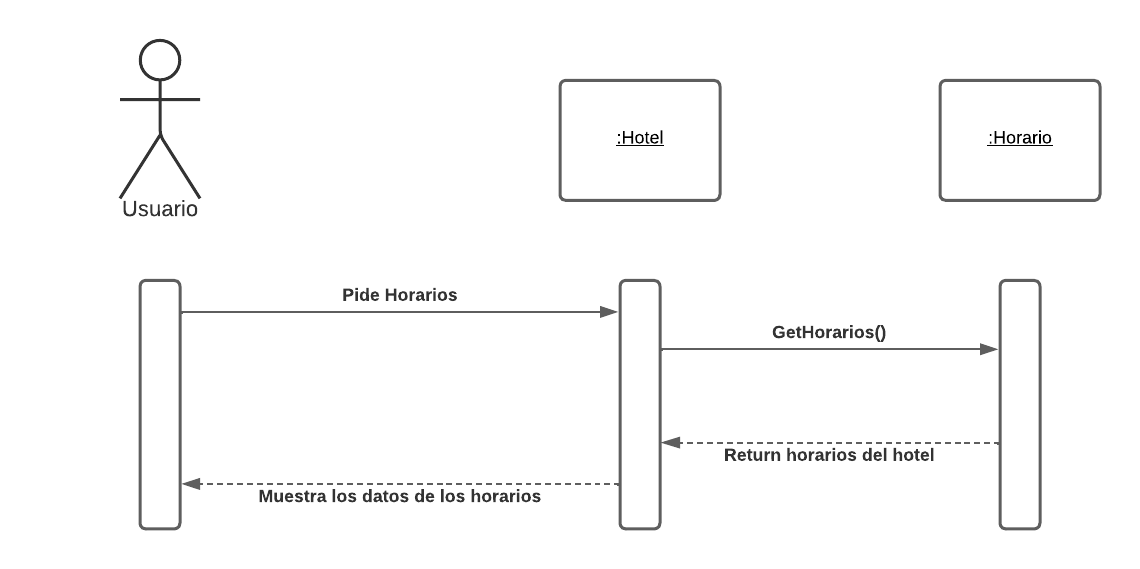 :Hotel
:Horario
Usuario
Pide Horarios
GetHorarios()
Return horarios del hotel
Muestra los datos de los horarios